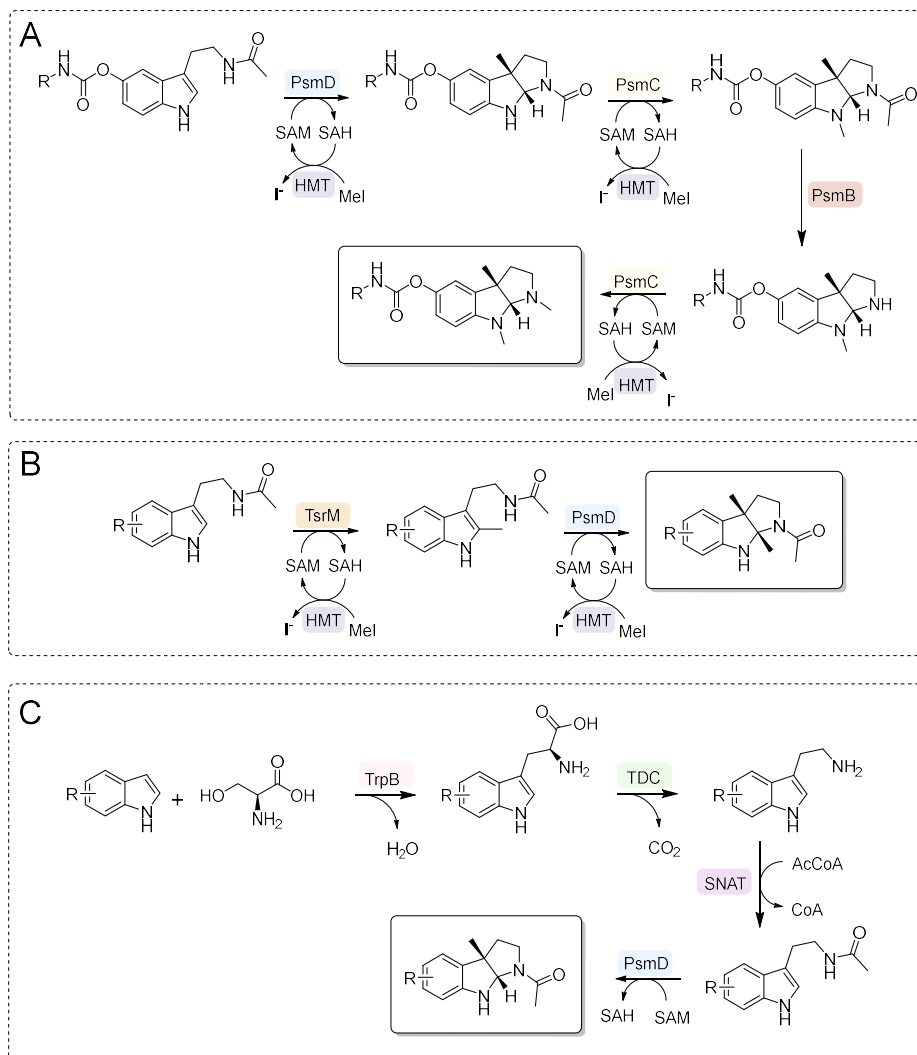 A
R
H
N
O
O
N
H
H
N
O
PsmD
SAM
SAH
HMT
I-
MeI
R
H
N
O
O
N
H
H
N
O
PsmC
SAM
SAH
HMT
I-
MeI
R
H
N
O
O
N
H
N
O
PsmB
R
H
N
O
O
N
H
NH
PsmC
SAH
SAM
HMT
MeI
I-
R
H
N
O
O
N
H
N
B
R
N
H
H
N
O
TsrM
SAM
SAH
HMT
I-
MeI
R
N
H
H
N
O
PsmD
SAM
SAH
HMT
I-
MeI
R
N
H
N
O
C
R
N
H
+
HO
O
OH
NH2
TrpB
H2O
R
N
H
O
OH
NH2
TDC
CO2
R
N
H
NH2
SNAT
AcCoA
CoA
R
N
H
H
N
O
PsmD
SAH
SAM
R
N
H
H
N
O